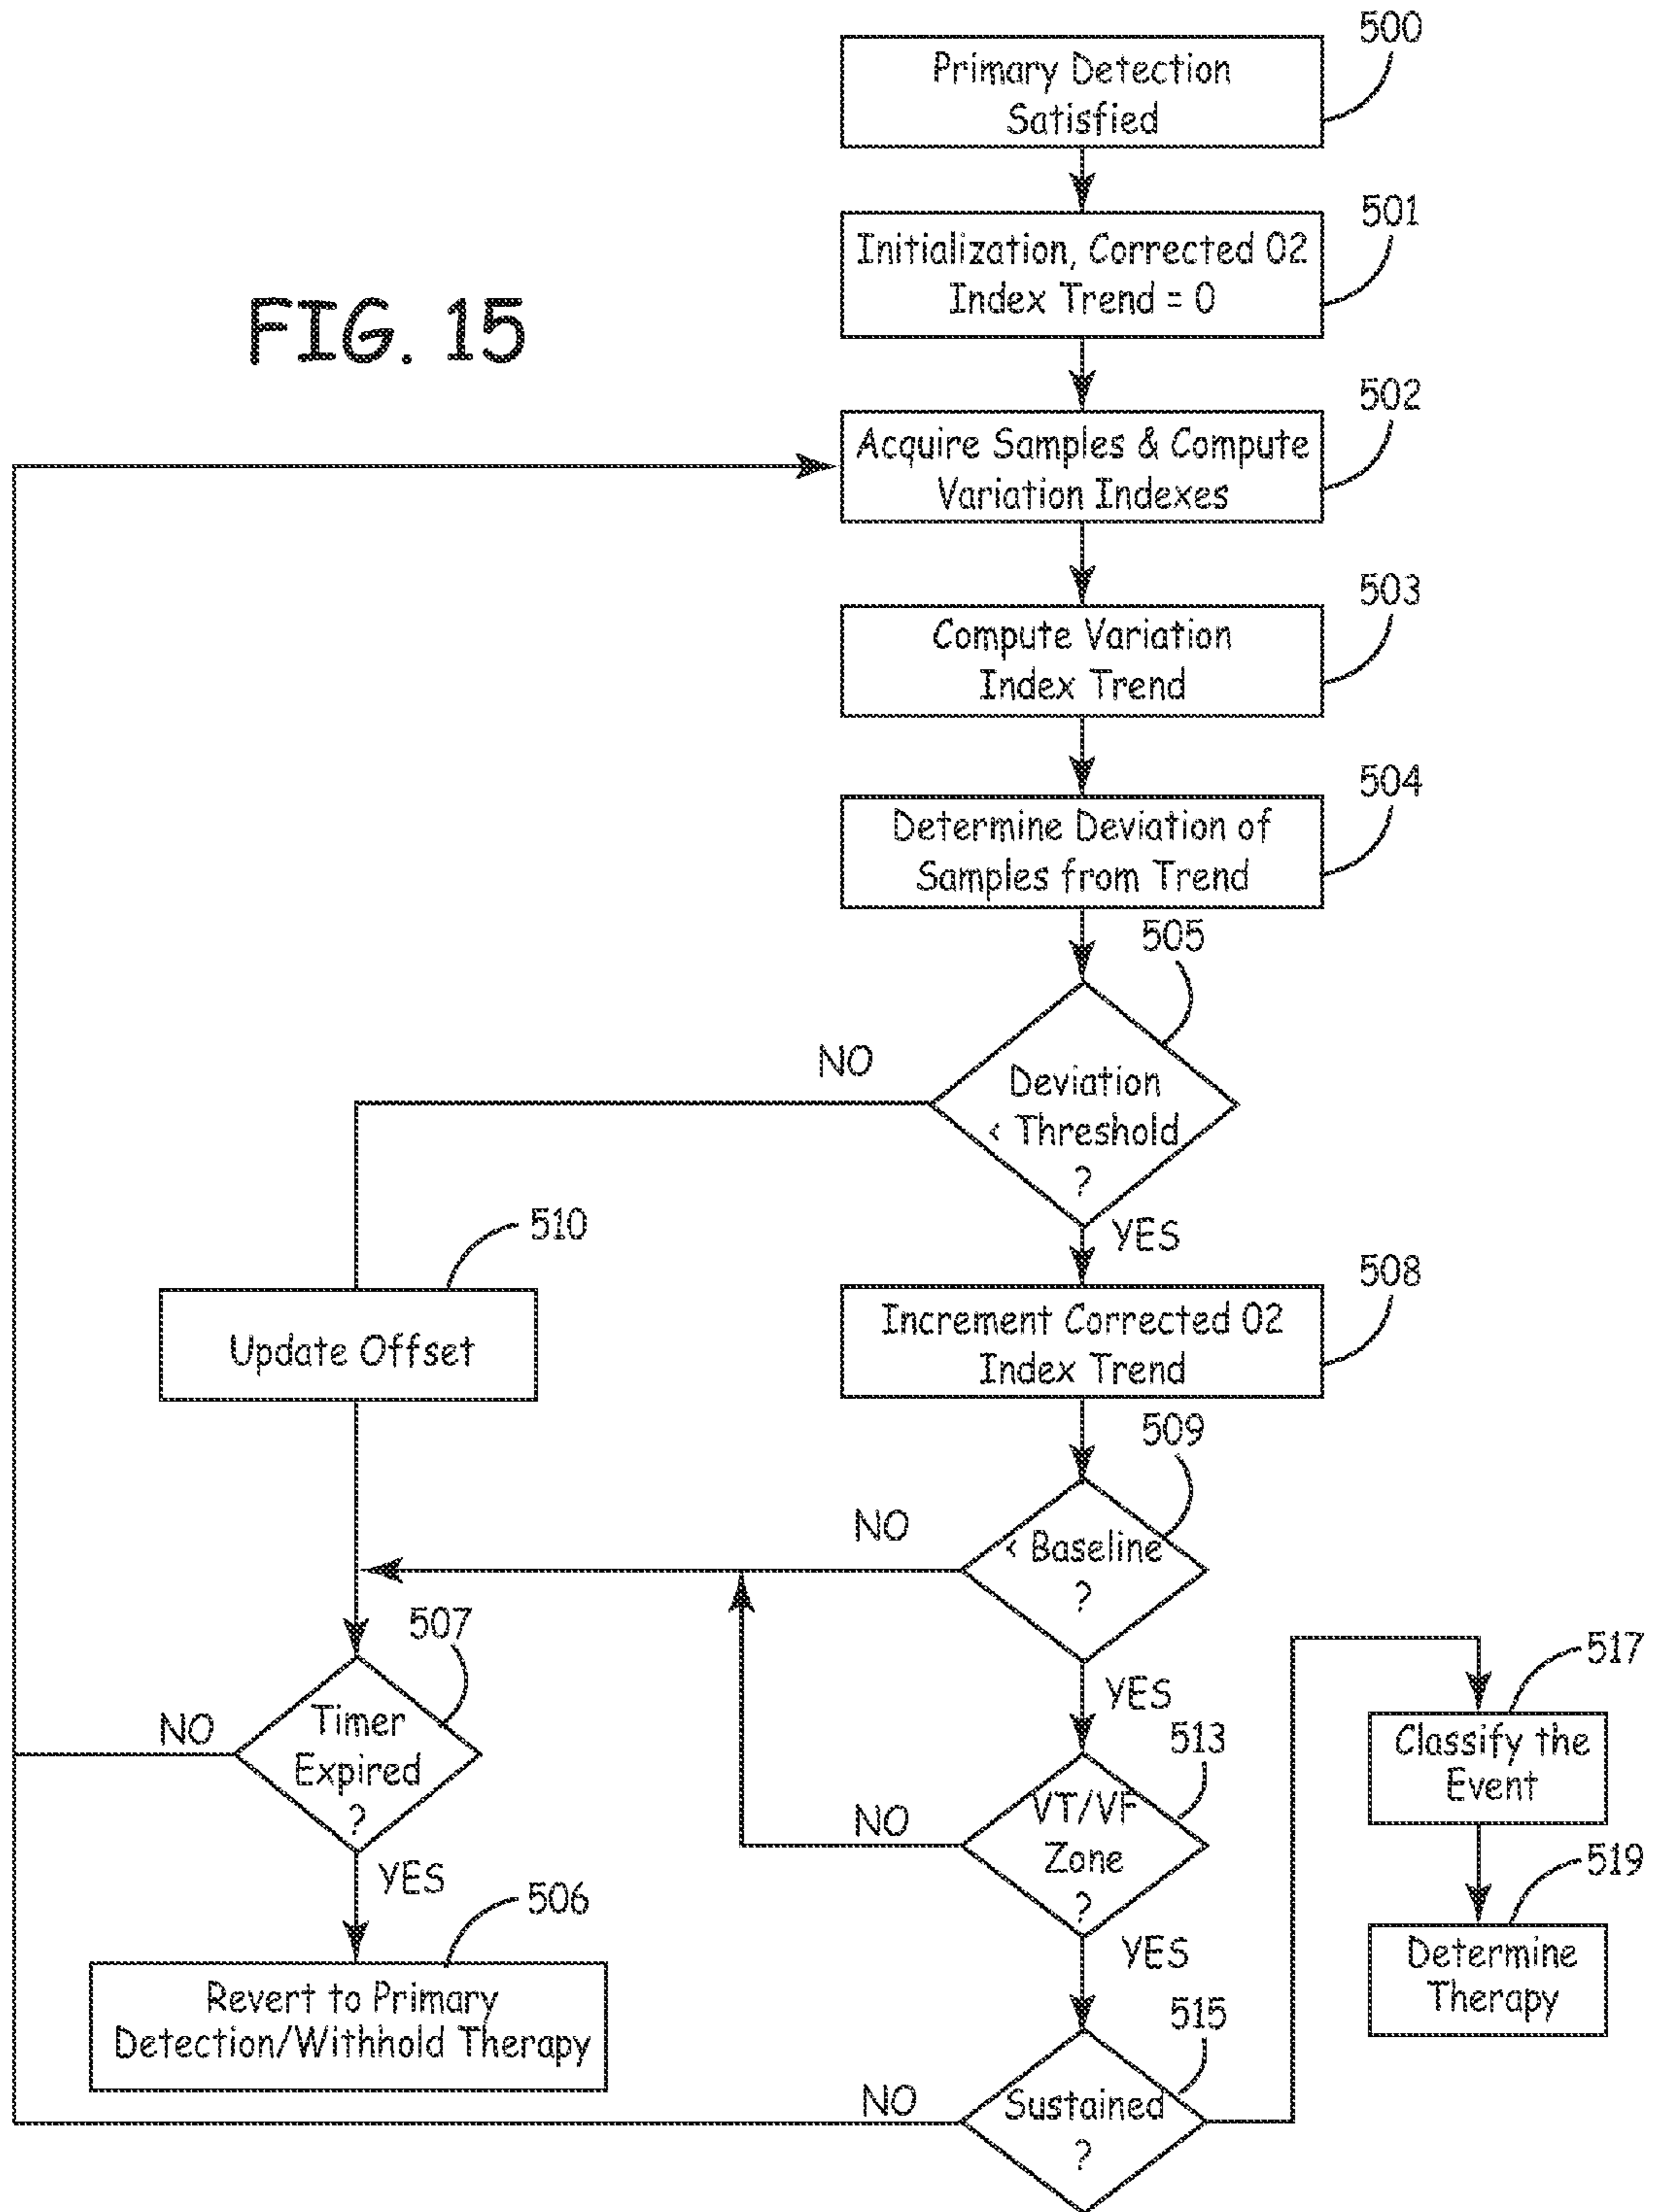 500
Primary Detection
Satisfied
501
Initialization, Corrected O2
Index Trend = 0
FIG. 15
502
Acquire Samples & Compute
Variation Indexes
503
Compute Variation
Index Trend
504
Determine Deviation of
Samples from Trend
505
NO
Deviation
< Threshold
?
YES
510
Update Offset
508
Increment Corrected O2
Index Trend
509
NO
< Baseline
?
YES
507
NO
Timer
Expired
?
YES
513
NO
VT/VF
Zone
?
YES
517
Classify the
Event
519
Determine
Therapy
506
Revert to Primary
Detection/Withhold Therapy
515
NO
Sustained
?